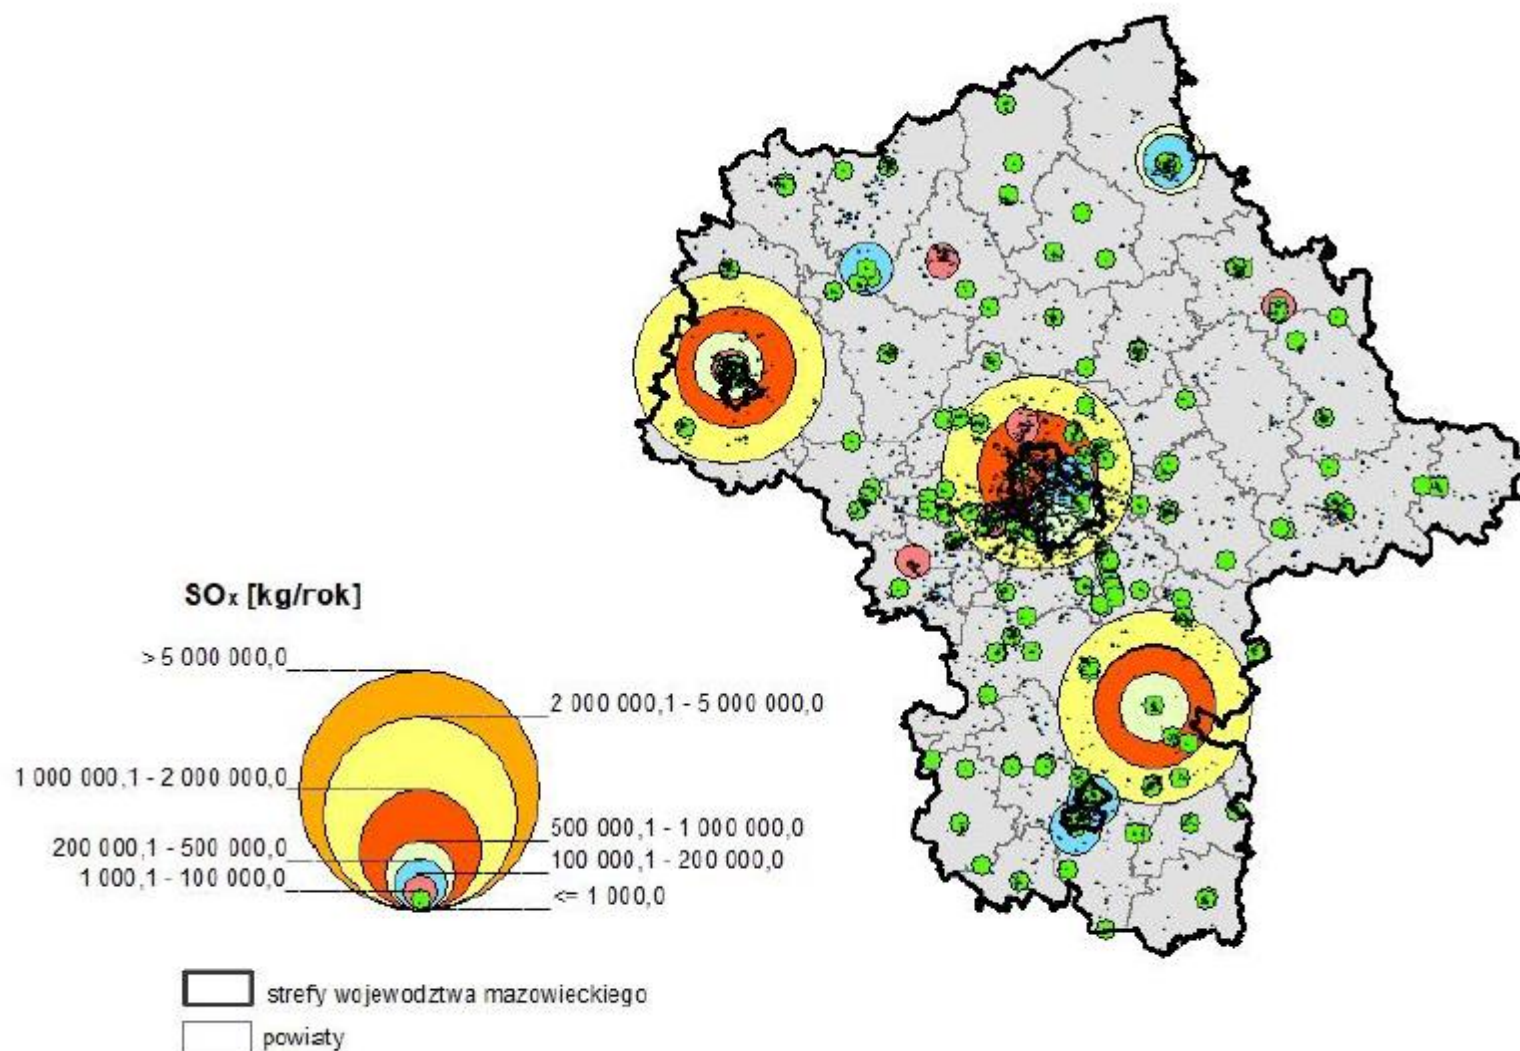 SOx [kg/rok]
> 5 000 000,0
2 000 000,1 - 5 000 000,0
1 000 000,1 - 2 000 000,0
500 000,1 - 1 000 000,0
200 000,1 - 500 000,0
100 000,1 - 200 000,0
1 000,1 - 100 000,0
<= 1 000,0
strefy wojewodztwa mazowieckiego
powiaty